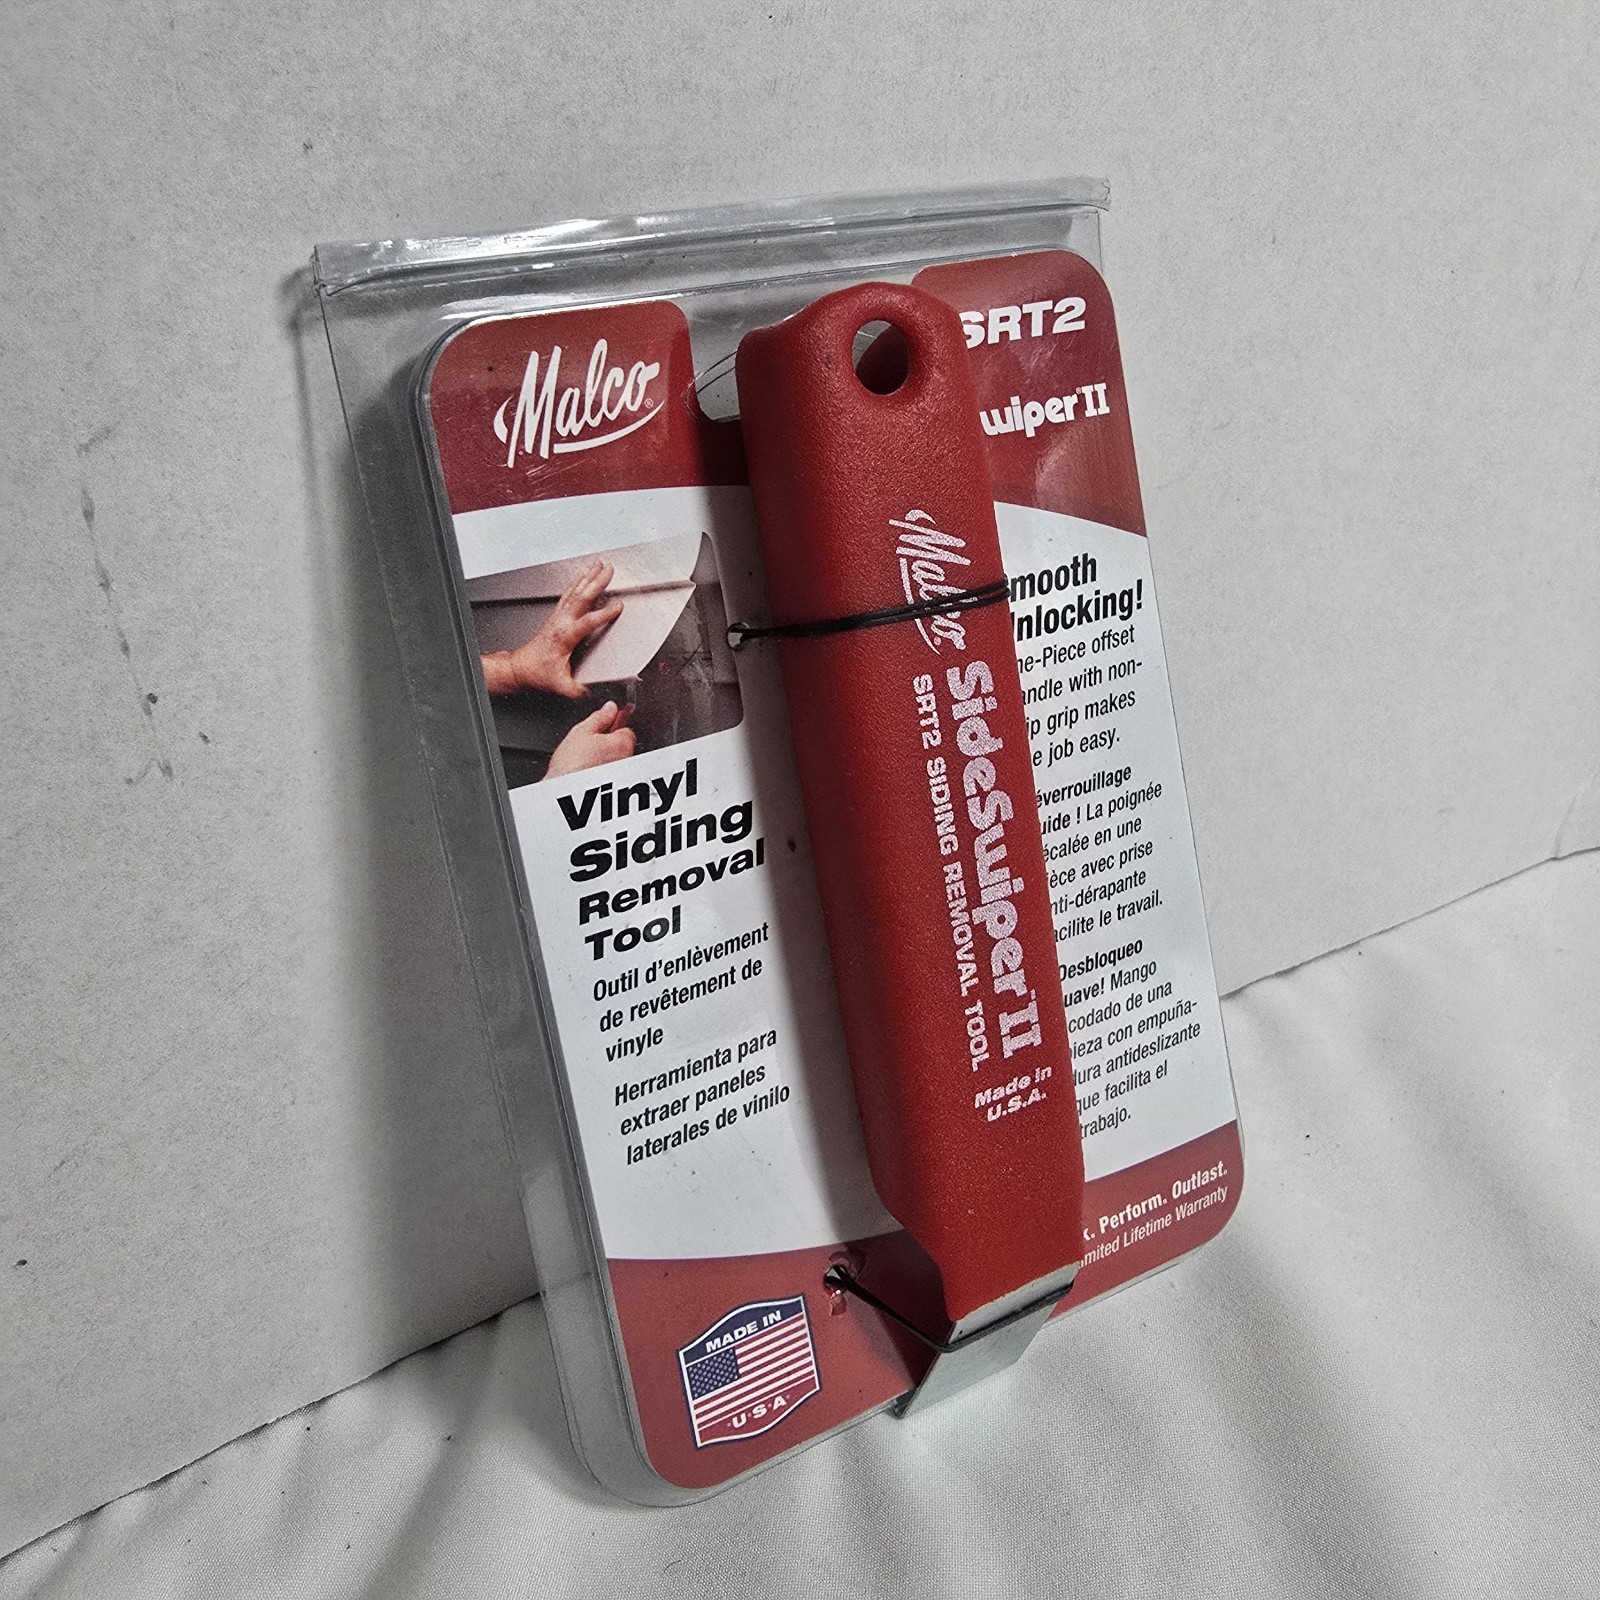 Malco®
SRT2
wiper II
Vinyl
Siding
Removal
Tool
Outil d'enlèvement
de revêtement de
vinyle
Herramienta para
extraer paneles
laterales de vinilo
MADE IN
U·S·A
Malco
SideSwiper II
SRT2 SIDING REMOVAL TOOL
Made in
U.S.A.
mooth
nlocking!
ne-Piece offset
andle with non-
ip grip makes
e job easy.
éverrouillage
uide ! La poignée
écalée en une
èce avec prise
nti-dérapante
acilite le travail.
Desbloqueo
uave! Mango
codado de una
ieza con empuña-
dura antideslizante
que facilita el
trabajo.
k. Perform. Outlast.
mited Lifetime Warranty